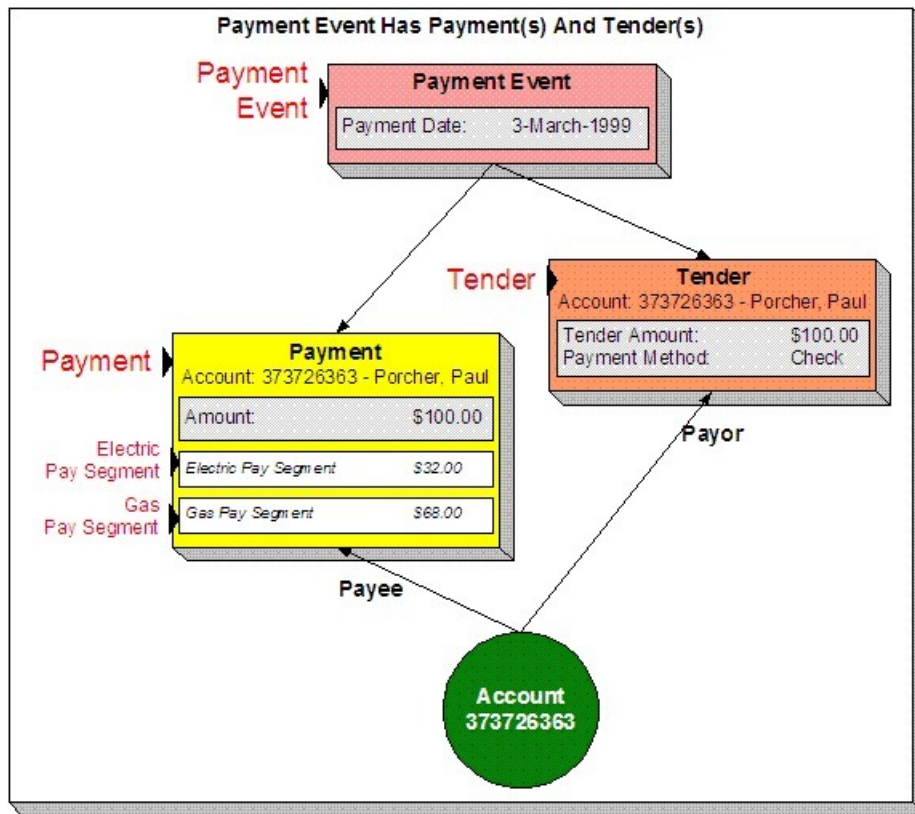 Payment Event Has Payment(s) And Tender(s)
Payment
Event
Payment Event
Payment Date: 3-March-1999
Tender
Tender
Account: 373726363 - Porcher, Paul
Tender Amount: $100.00
Payment Method: Check
Payment
Payment
Account: 373726363 - Porcher, Paul
Amount: $100.00
Electric
Pay Segment
Electric Pay Segment $32.00
Gas
Pay Segment
Gas Pay Segment $68.00
Payor
Payee
Account
373726363